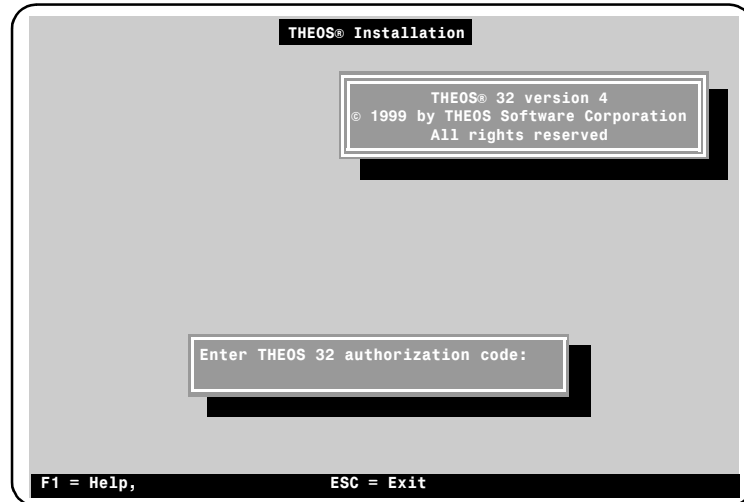 THEOS® Installation
THEOS® 32 version 4
© 1999 by THEOS Software Corporation
All rights reserved
Enter THEOS 32 authorization code:
F1 = Help, ESC = Exit